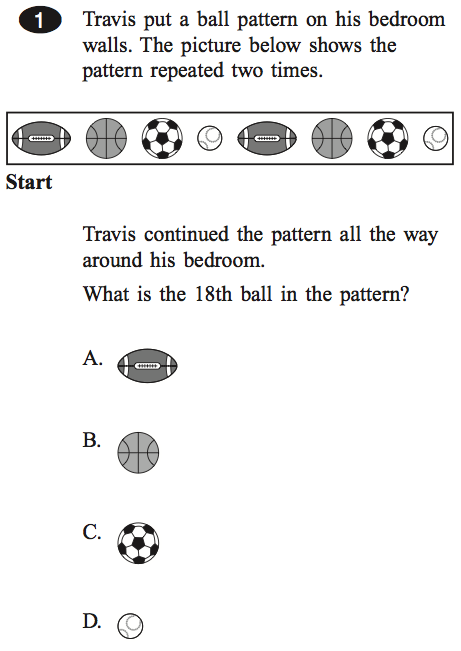 1 Travis put a ball pattern on his bedroom
walls. The picture below shows the
pattern repeated two times.
Start
Travis continued the pattern all the way
around his bedroom.
What is the 18th ball in the pattern?
A.
B.
C.
D.